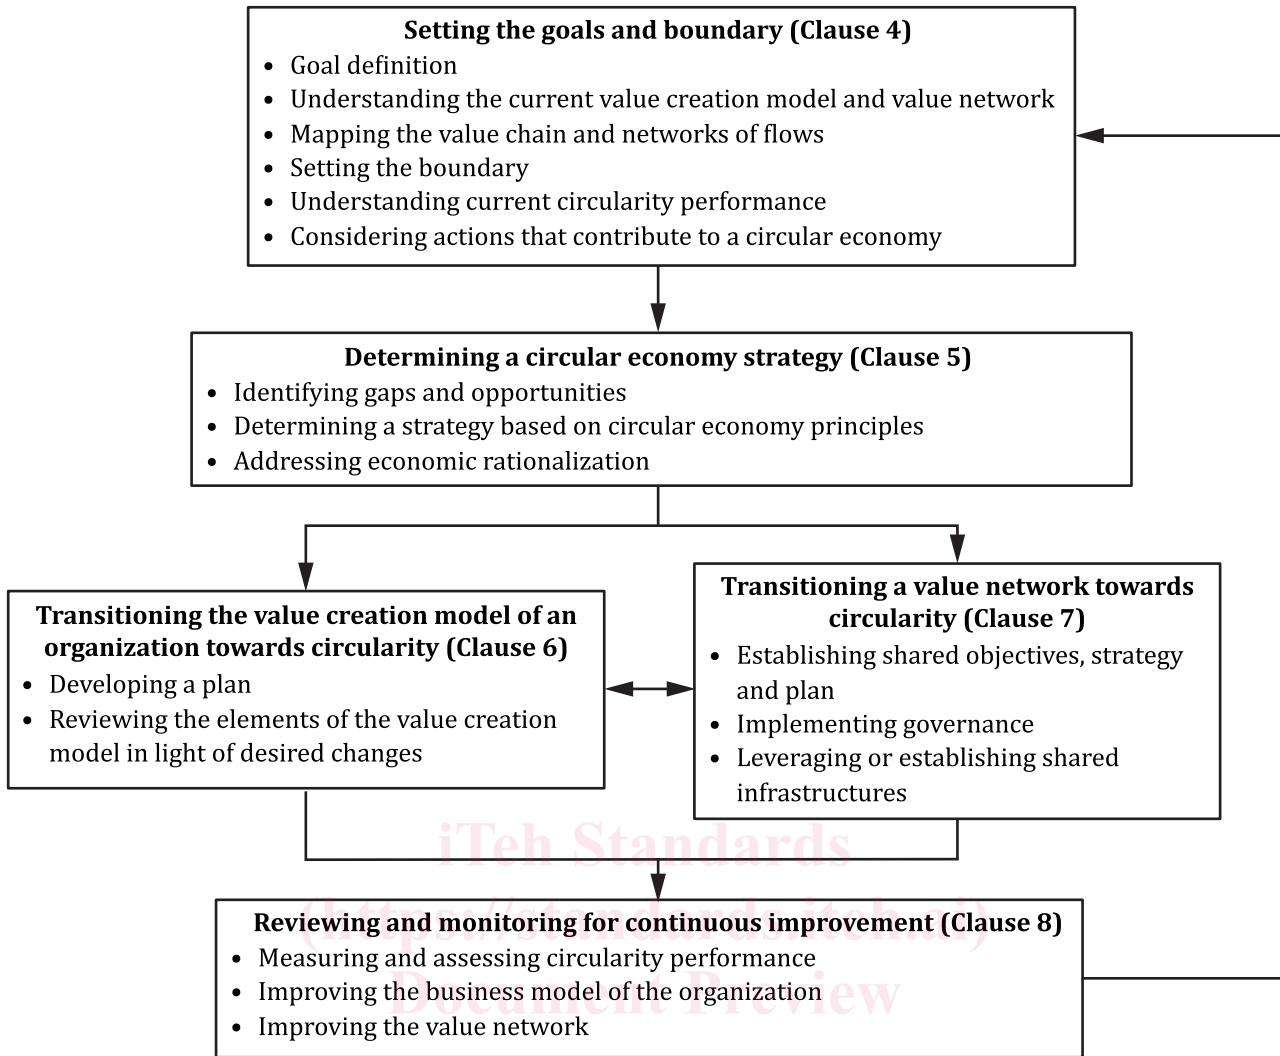 Setting the goals and boundary (Clause 4)
• Goal definition
• Understanding the current value creation model and value network
• Mapping the value chain and networks of flows
• Setting the boundary
• Understanding current circularity performance
• Considering actions that contribute to a circular economy
Determining a circular economy strategy (Clause 5)
• Identifying gaps and opportunities
• Determining a strategy based on circular economy principles
• Addressing economic rationalization
Transitioning the value creation model of an
organization towards circularity (Clause 6)
• Developing a plan
• Reviewing the elements of the value creation
model in light of desired changes
Transitioning a value network towards
circularity (Clause 7)
• Establishing shared objectives, strategy
and plan
• Implementing governance
• Leveraging or establishing shared
infrastructures
iTeh Standards
(https://standards.iteh.ai)
Document Preview
Reviewing and monitoring for continuous improvement (Clause 8)
• Measuring and assessing circularity performance
• Improving the business model of the organization
• Improving the value network